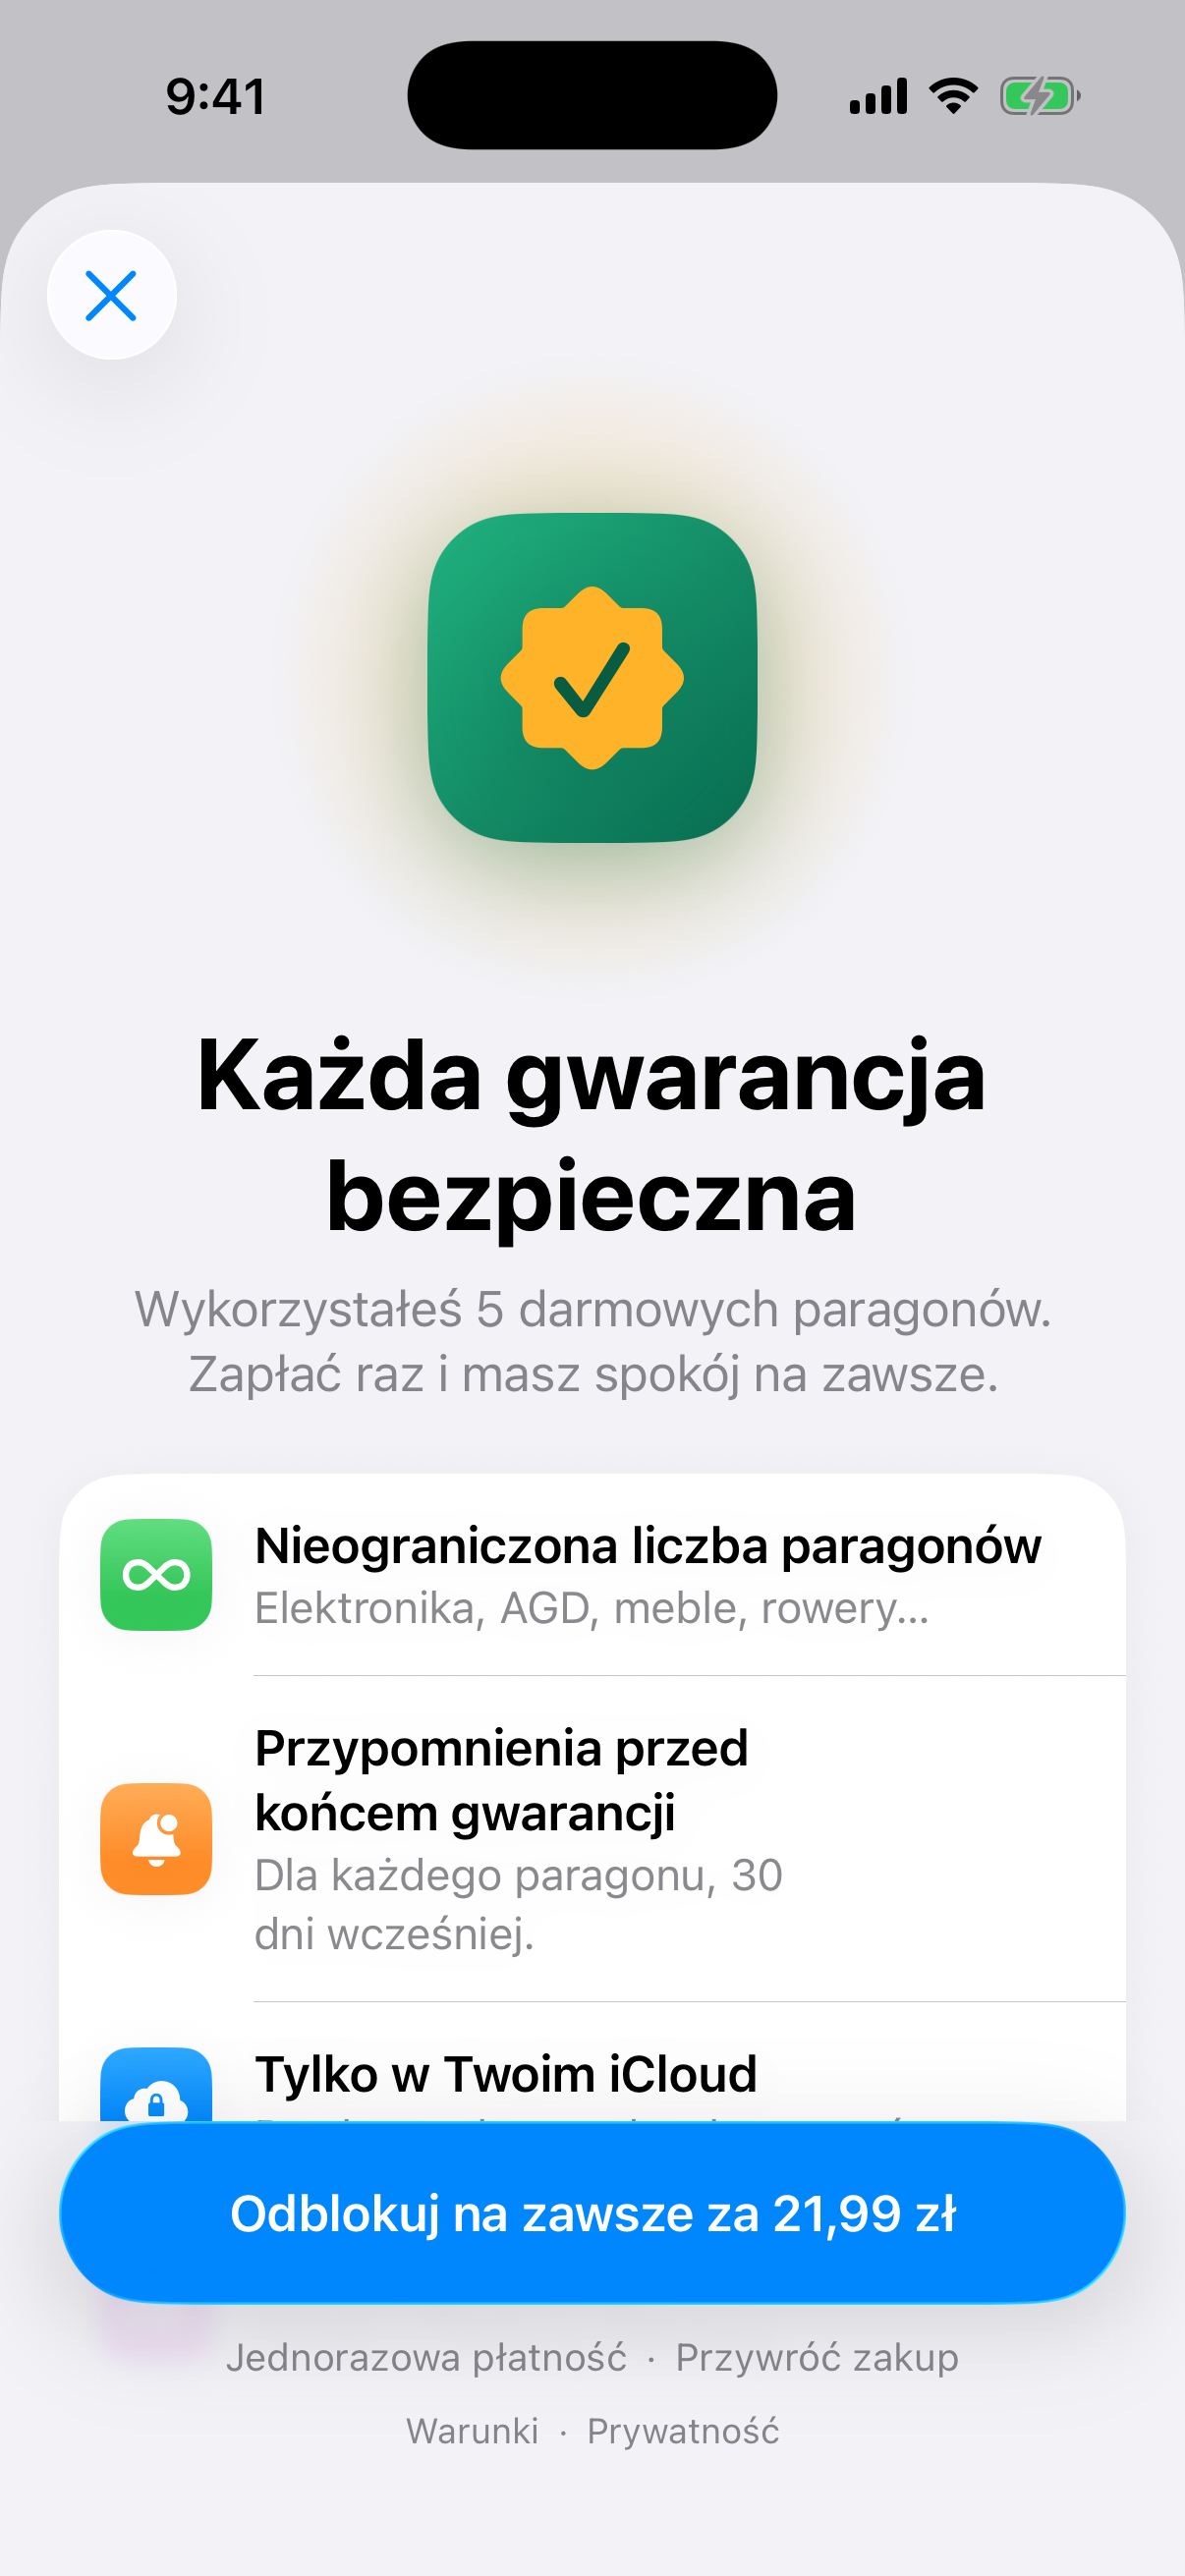 9:41
Każda gwarancja
bezpieczna
Wykorzystałeś 5 darmowych paragonów.
Zapłać raz i masz spokój na zawsze.
Nieograniczona liczba paragonów
Elektronika, AGD, meble, rowery...
Przypomnienia przed
końcem gwarancji
Dla każdego paragonu, 30
dni wcześniej.
Tylko w Twoim iCloud
Odblokuj na zawsze za 21,99 zł
Jednorazowa płatność · Przywróć zakup
Warunki · Prywatność